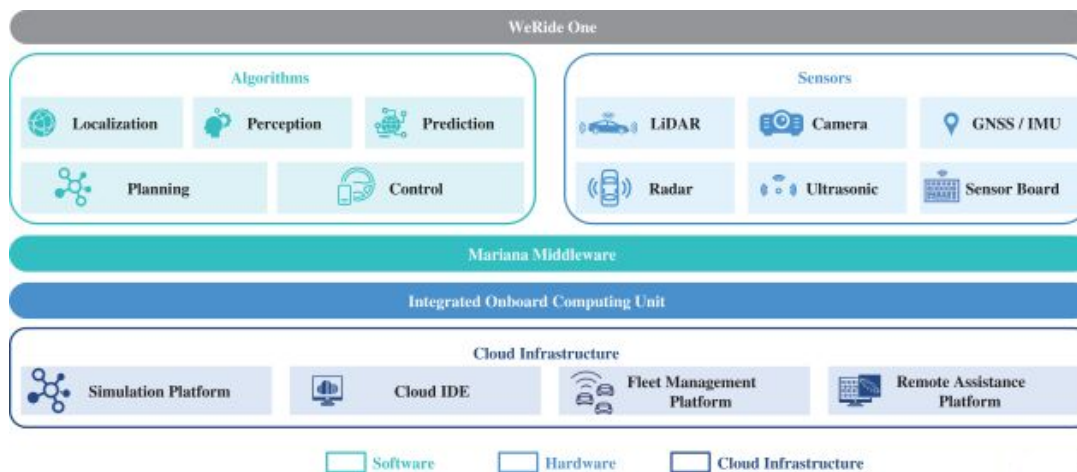 WeRide One
Algorithms
Localization
Perception
Prediction
Planning
Control
Sensors
LiDAR
Camera
GNSS / IMU
Radar
Ultrasonic
Sensor Board
Mariana Middleware
Integrated Onboard Computing Unit
Cloud Infrastructure
Simulation Platform
Cloud IDE
Fleet Management
Platform
Remote Assistance
Platform
Software
Hardware
Cloud Infrastructure